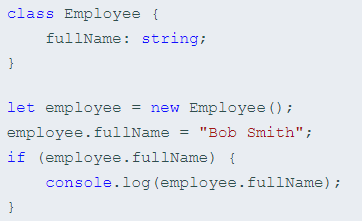 class Employee {
    fullName: string;
}

let employee = new Employee();
employee.fullName = "Bob Smith";
if (employee.fullName) {
    console.log(employee.fullName);
}